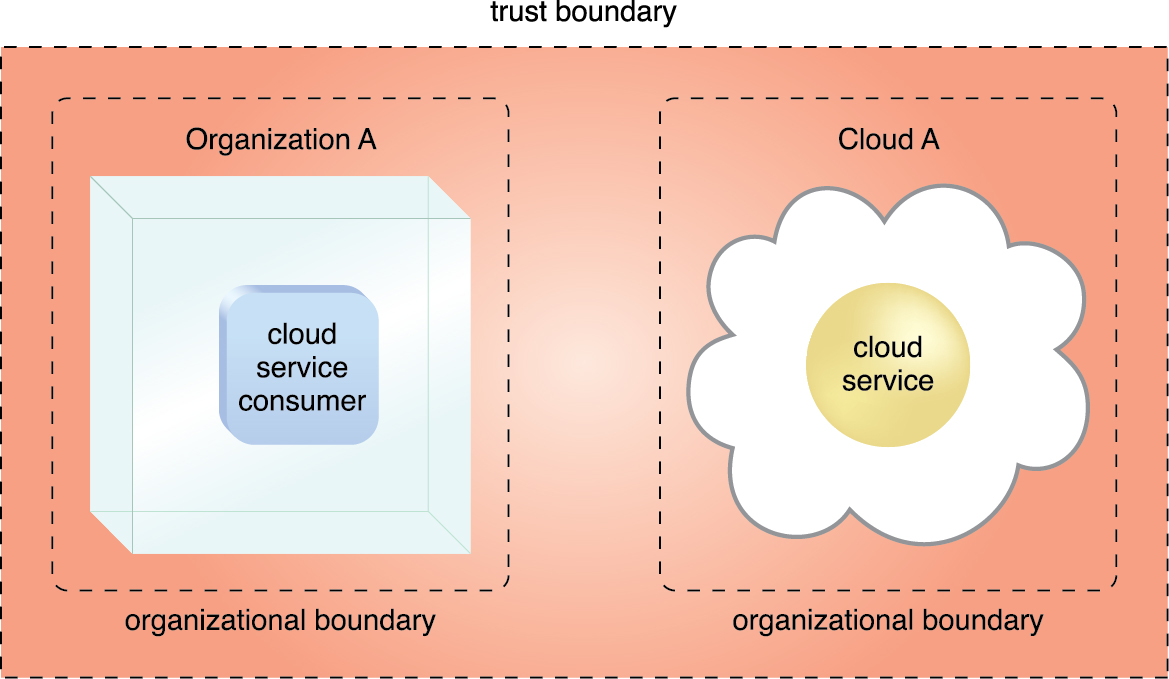 trust boundary
Organization A
Cloud A
cloud
service
consumer
cloud
service
organizational boundary
organizational boundary